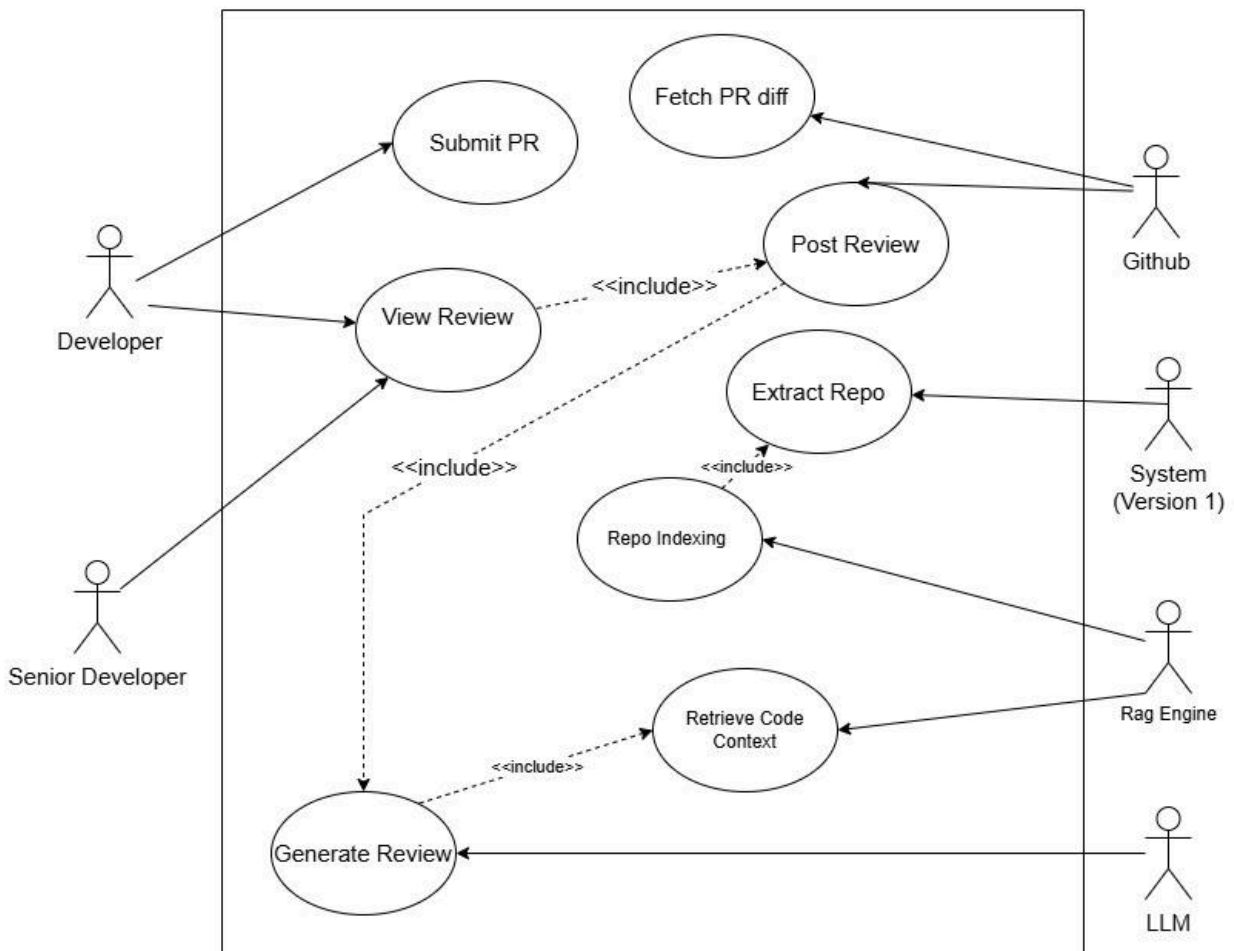 Fetch PR diff
Submit PR
Post Review
Github
<<include>>
View Review
Developer
Extract Repo
<<include>>
<<include>>
System
(Version 1)
Repo Indexing
Senior Developer
Retrieve Code
Context
Rag Engine
<<include>>
Generate Review
LLM